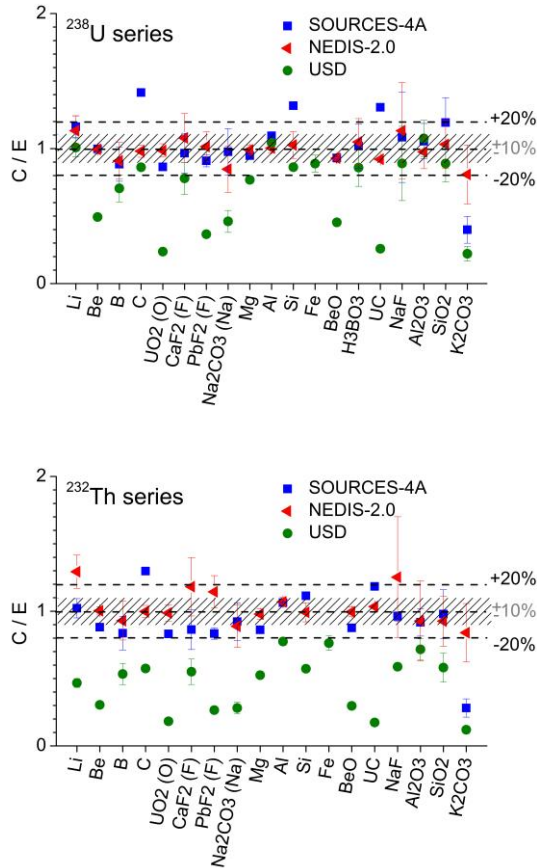 2
²³⁸U series
SOURCES-4A
NEDIS-2.0
USD
+20%
±10%
-20%
1
0
C / E
Li
Be
B
C
UO2 (O)
CaF2 (F)
PbF2 (F)
Na2CO3 (Na)
Mg
Al
Si
Fe
BeO
H3BO3
UC
NaF
Al2O3
SiO2
K2CO3
2
²³²Th series
SOURCES-4A
NEDIS-2.0
USD
+20%
±10%
-20%
1
0
C / E
Li
Be
B
C
UO2 (O)
CaF2 (F)
PbF2 (F)
Na2CO3 (Na)
Mg
Al
Si
Fe
BeO
UC
NaF
Al2O3
SiO2
K2CO3